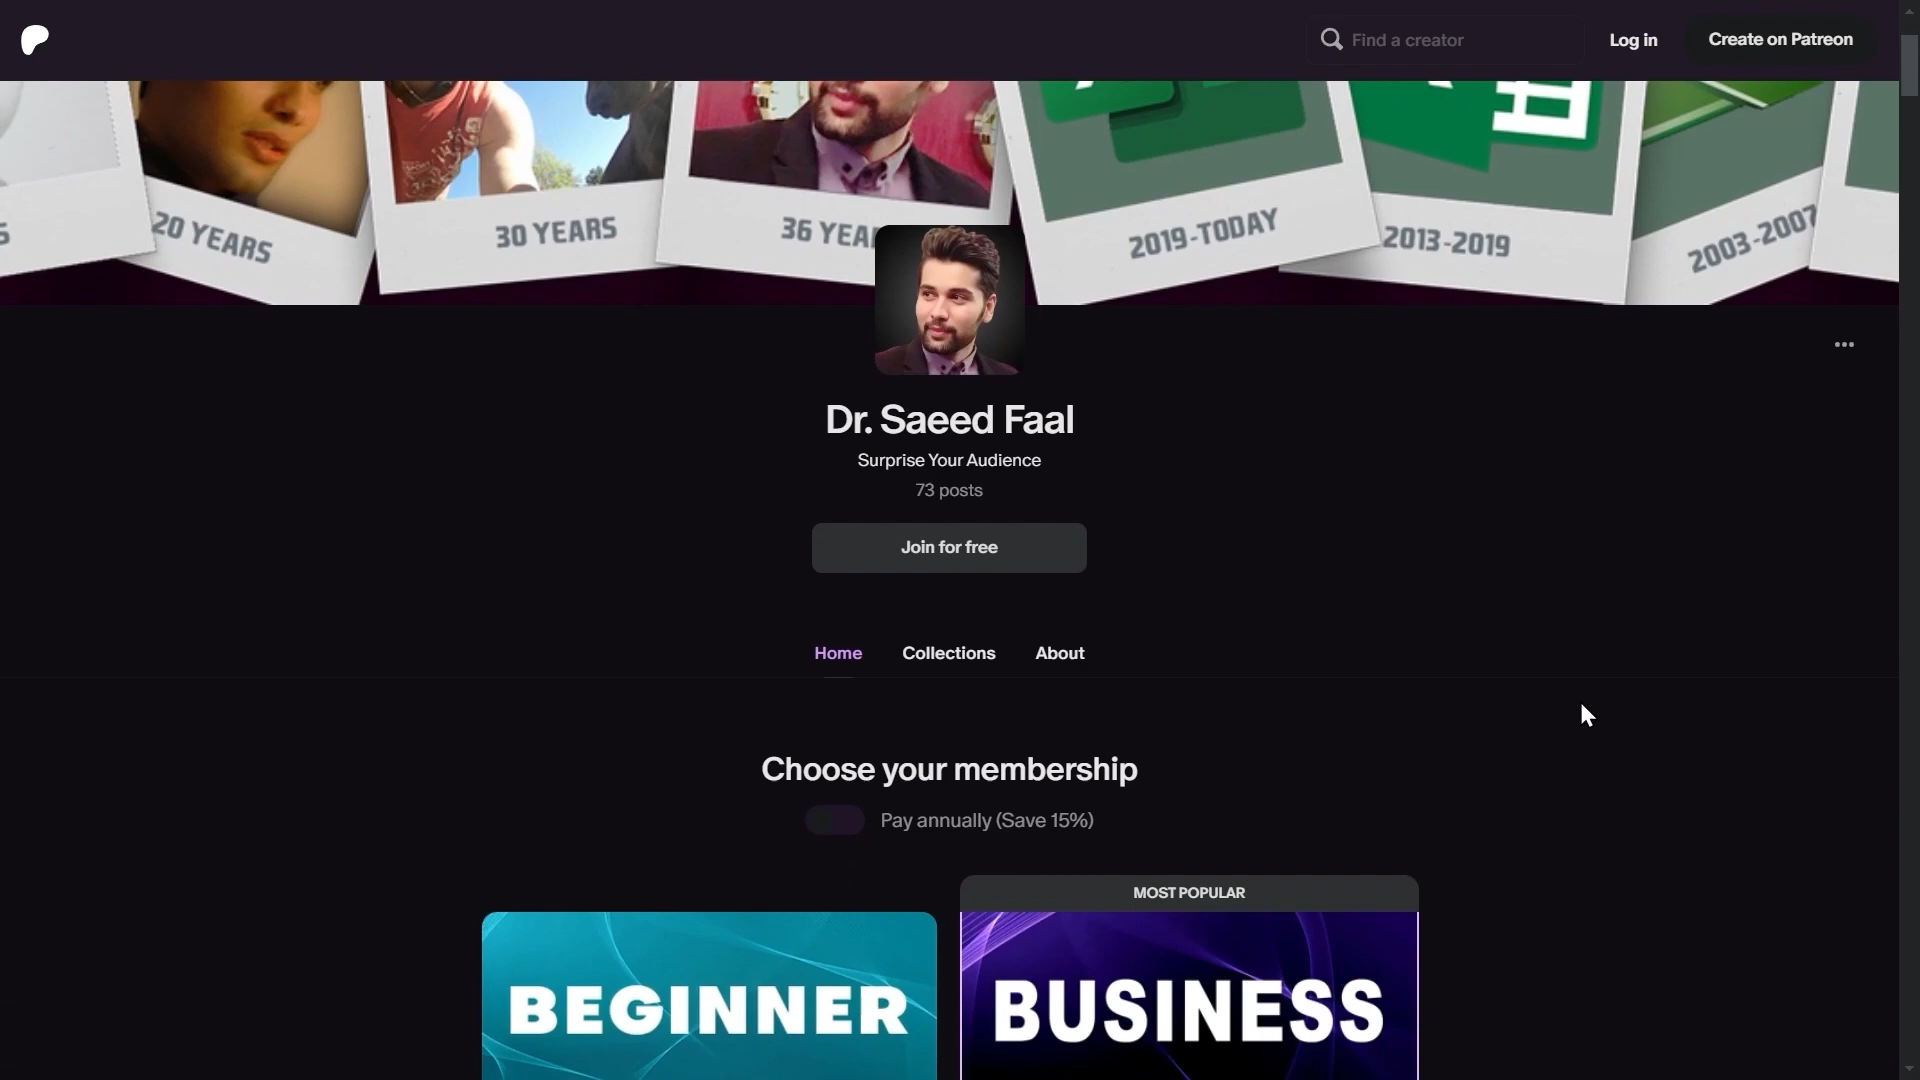 Find a creator
Log in
Create on Patreon
20 YEARS
30 YEARS
2019-TODAY
2013-2019
2003-2007
Dr. Saeed Faal
Surprise Your Audience
73 posts
Join for free
Home
Collections
About
Choose your membership
Pay annually (Save 15%)
MOST POPULAR
BEGINNER
BUSINESS